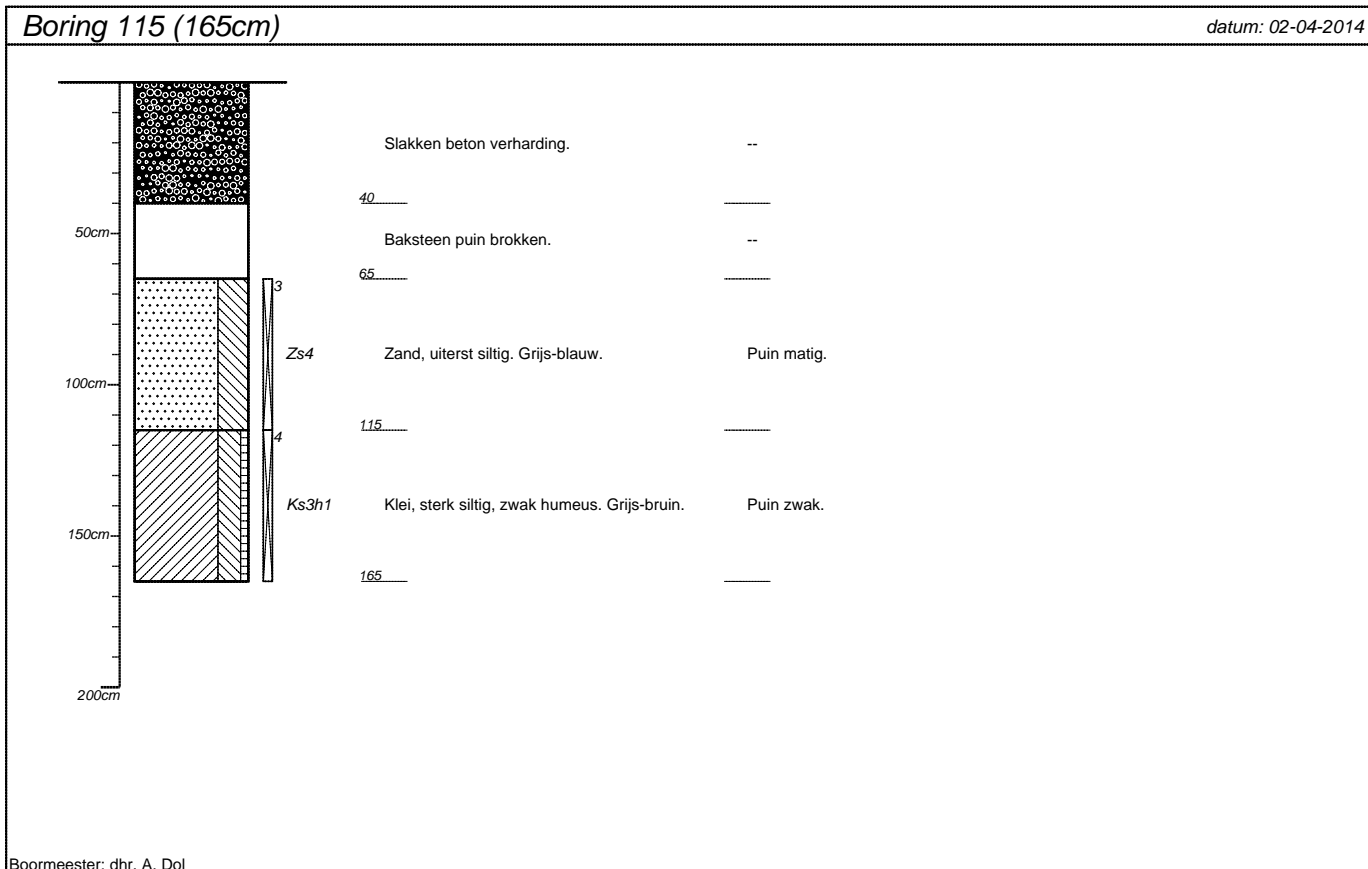 Boring 115 (165cm)
datum: 02-04-2014
Slakken beton verharding.
--
40
50cm
Baksteen puin brokken.
--
65
3
Zs4
Zand, uiterst siltig. Grijs-blauw.
Puin matig.
100cm
115
4
Ks3h1
Klei, sterk siltig, zwak humeus. Grijs-bruin.
Puin zwak.
150cm
165
200cm
Boormeester: dhr. A. Dol